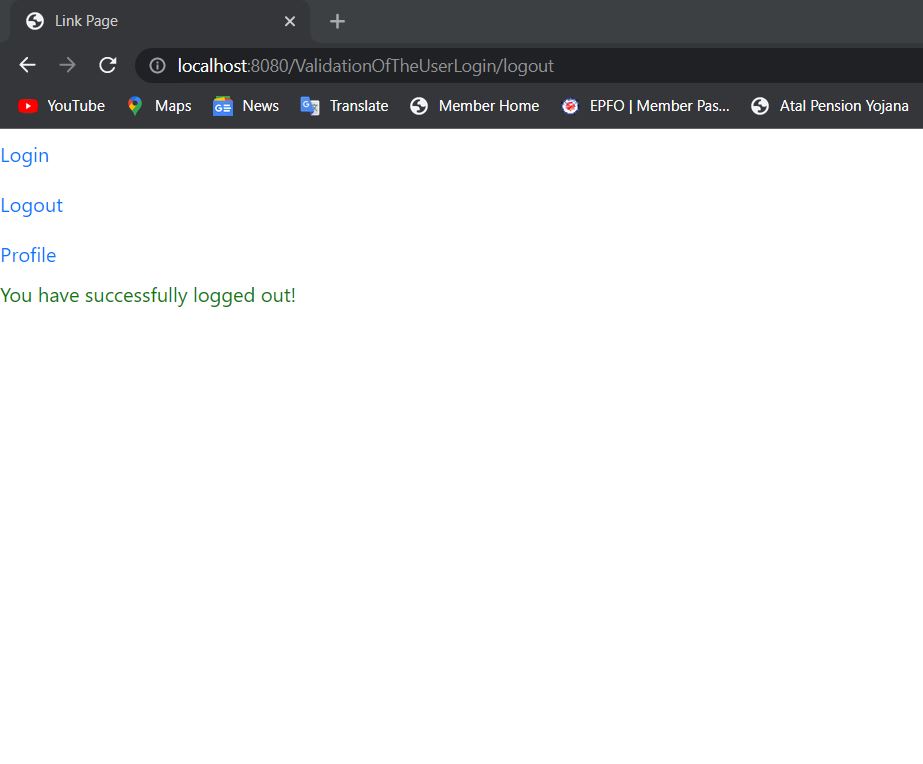 Link Page
localhost:8080/ValidationOfTheUserLogin/logout
YouTube Maps News Translate Member Home EPFO | Member Pas... Atal Pension Yojana
Login
Logout
Profile
You have successfully logged out!